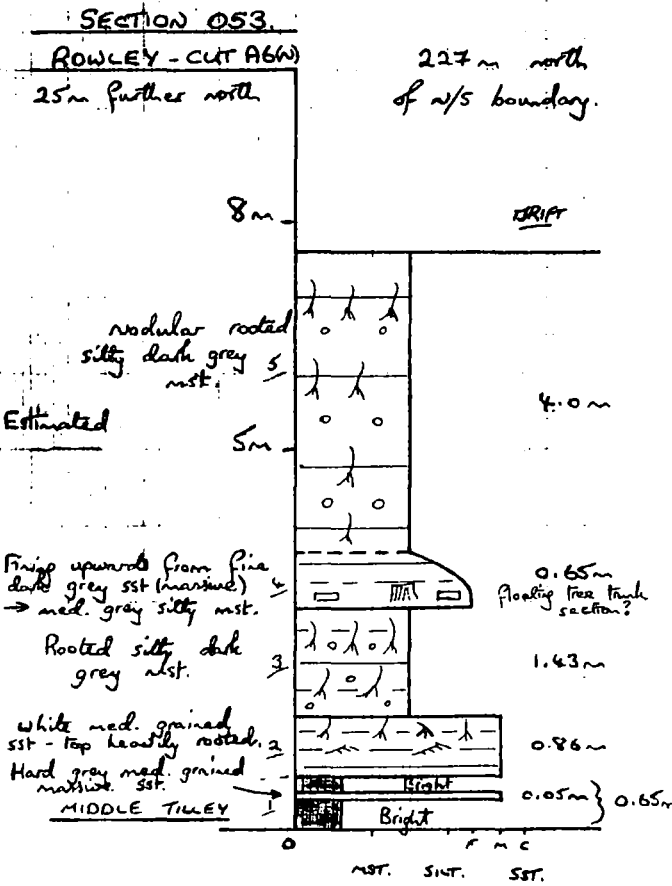 SECTION 053.
ROWLEY - CUT A6(N)
25m further north
227m north
of N/S boundary.
8m
DRIFT
nodular rooted
silty dark grey
mst.
5
4.0m
Estimated
5m
Fining upwards from fine
dark grey sst (massive)
→ med. grey silty mst.
4
0.65m
floating tree trunk
section?
Rooted silty dark
grey mst.
3
1.43m
White med. grained
sst - top heavily rooted.
2
0.86m
Hard grey med. grained
massive sst.
Bright
0.05m
0.65m
MIDDLE TILLEY
1
Bright
0
F M C
MST. SILT. SST.